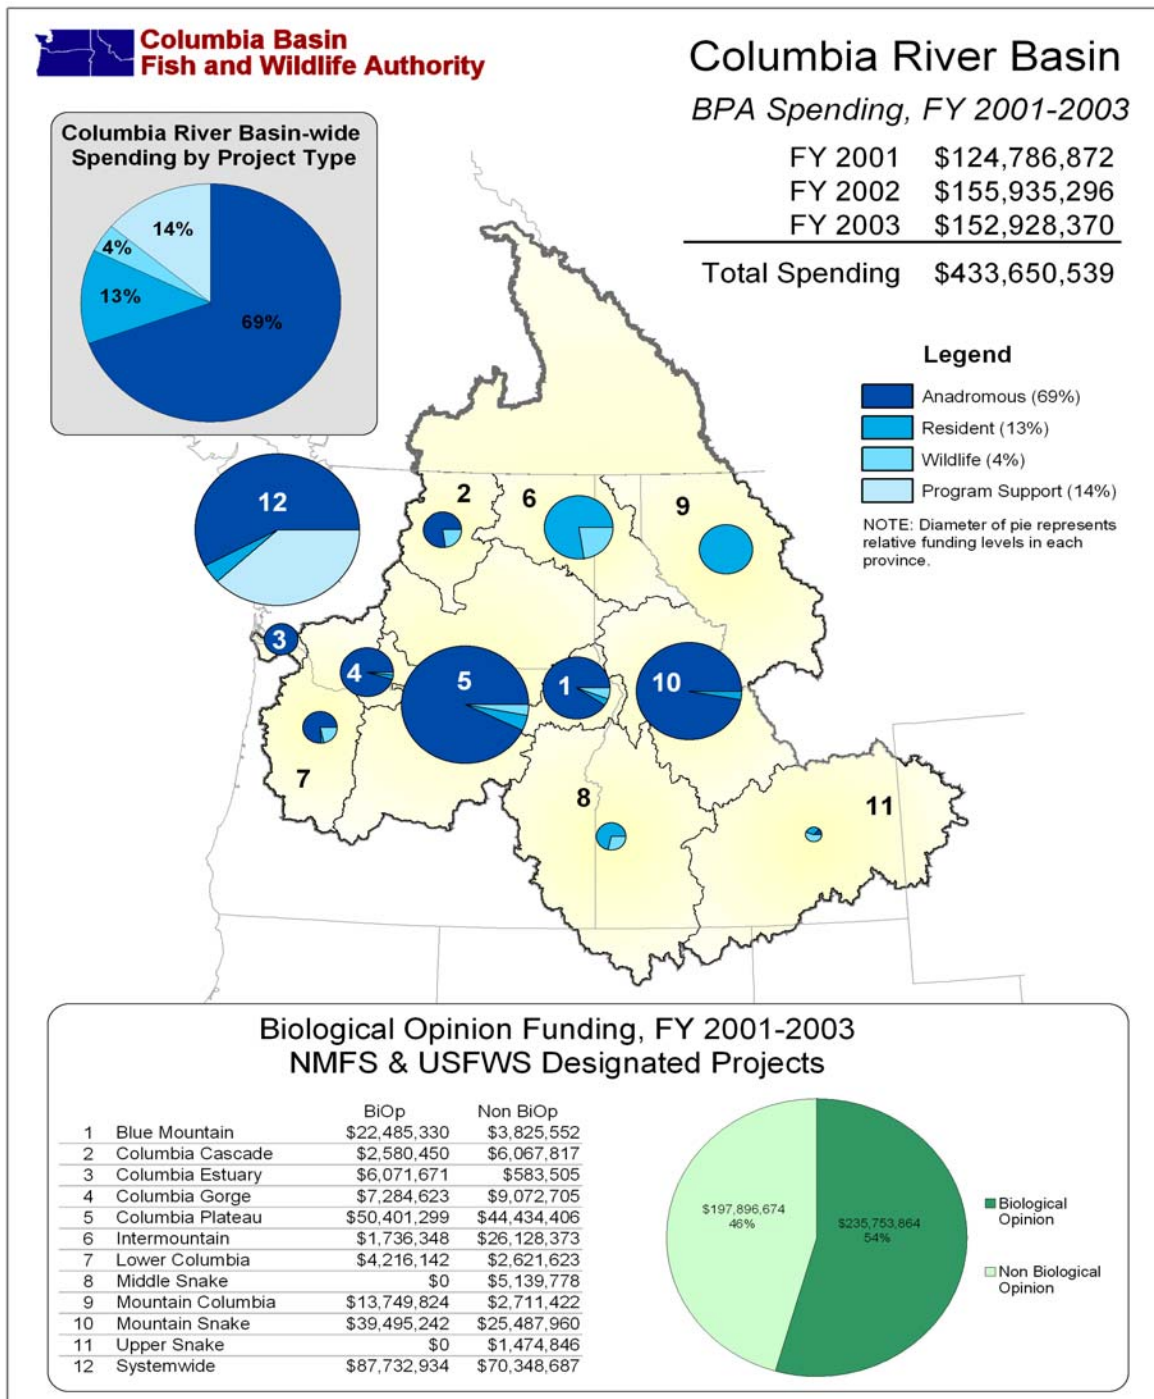 Columbia Basin
Fish and Wildlife Authority
Columbia River Basin
BPA Spending, FY 2001-2003
FY 2001 $124,786,872
FY 2002 $155,935,296
FY 2003 $152,928,370
Total Spending $433,650,539
Columbia River Basin-wide
Spending by Project Type
14%
4%
13%
69%
Legend
Anadromous (69%)
Resident (13%)
Wildlife (4%)
Program Support (14%)
NOTE: Diameter of pie represents
relative funding levels in each
province.
12
2
6
9
3
4
5
1
10
7
8
11
Biological Opinion Funding, FY 2001-2003
NMFS & USFWS Designated Projects
BiOp Non BiOp
1 Blue Mountain $22,485,330 $3,825,552
2 Columbia Cascade $2,580,450 $6,067,817
3 Columbia Estuary $6,071,671 $583,505
4 Columbia Gorge $7,284,623 $9,072,705
5 Columbia Plateau $50,401,299 $44,434,406
6 Intermountain $1,736,348 $26,128,373
7 Lower Columbia $4,216,142 $2,621,623
8 Middle Snake $0 $5,139,778
9 Mountain Columbia $13,749,824 $2,711,422
10 Mountain Snake $39,495,242 $25,487,960
11 Upper Snake $0 $1,474,846
12 Systemwide $87,732,934 $70,348,687
$197,896,674
46%
$235,753,864
54%
Biological
Opinion
Non Biological
Opinion